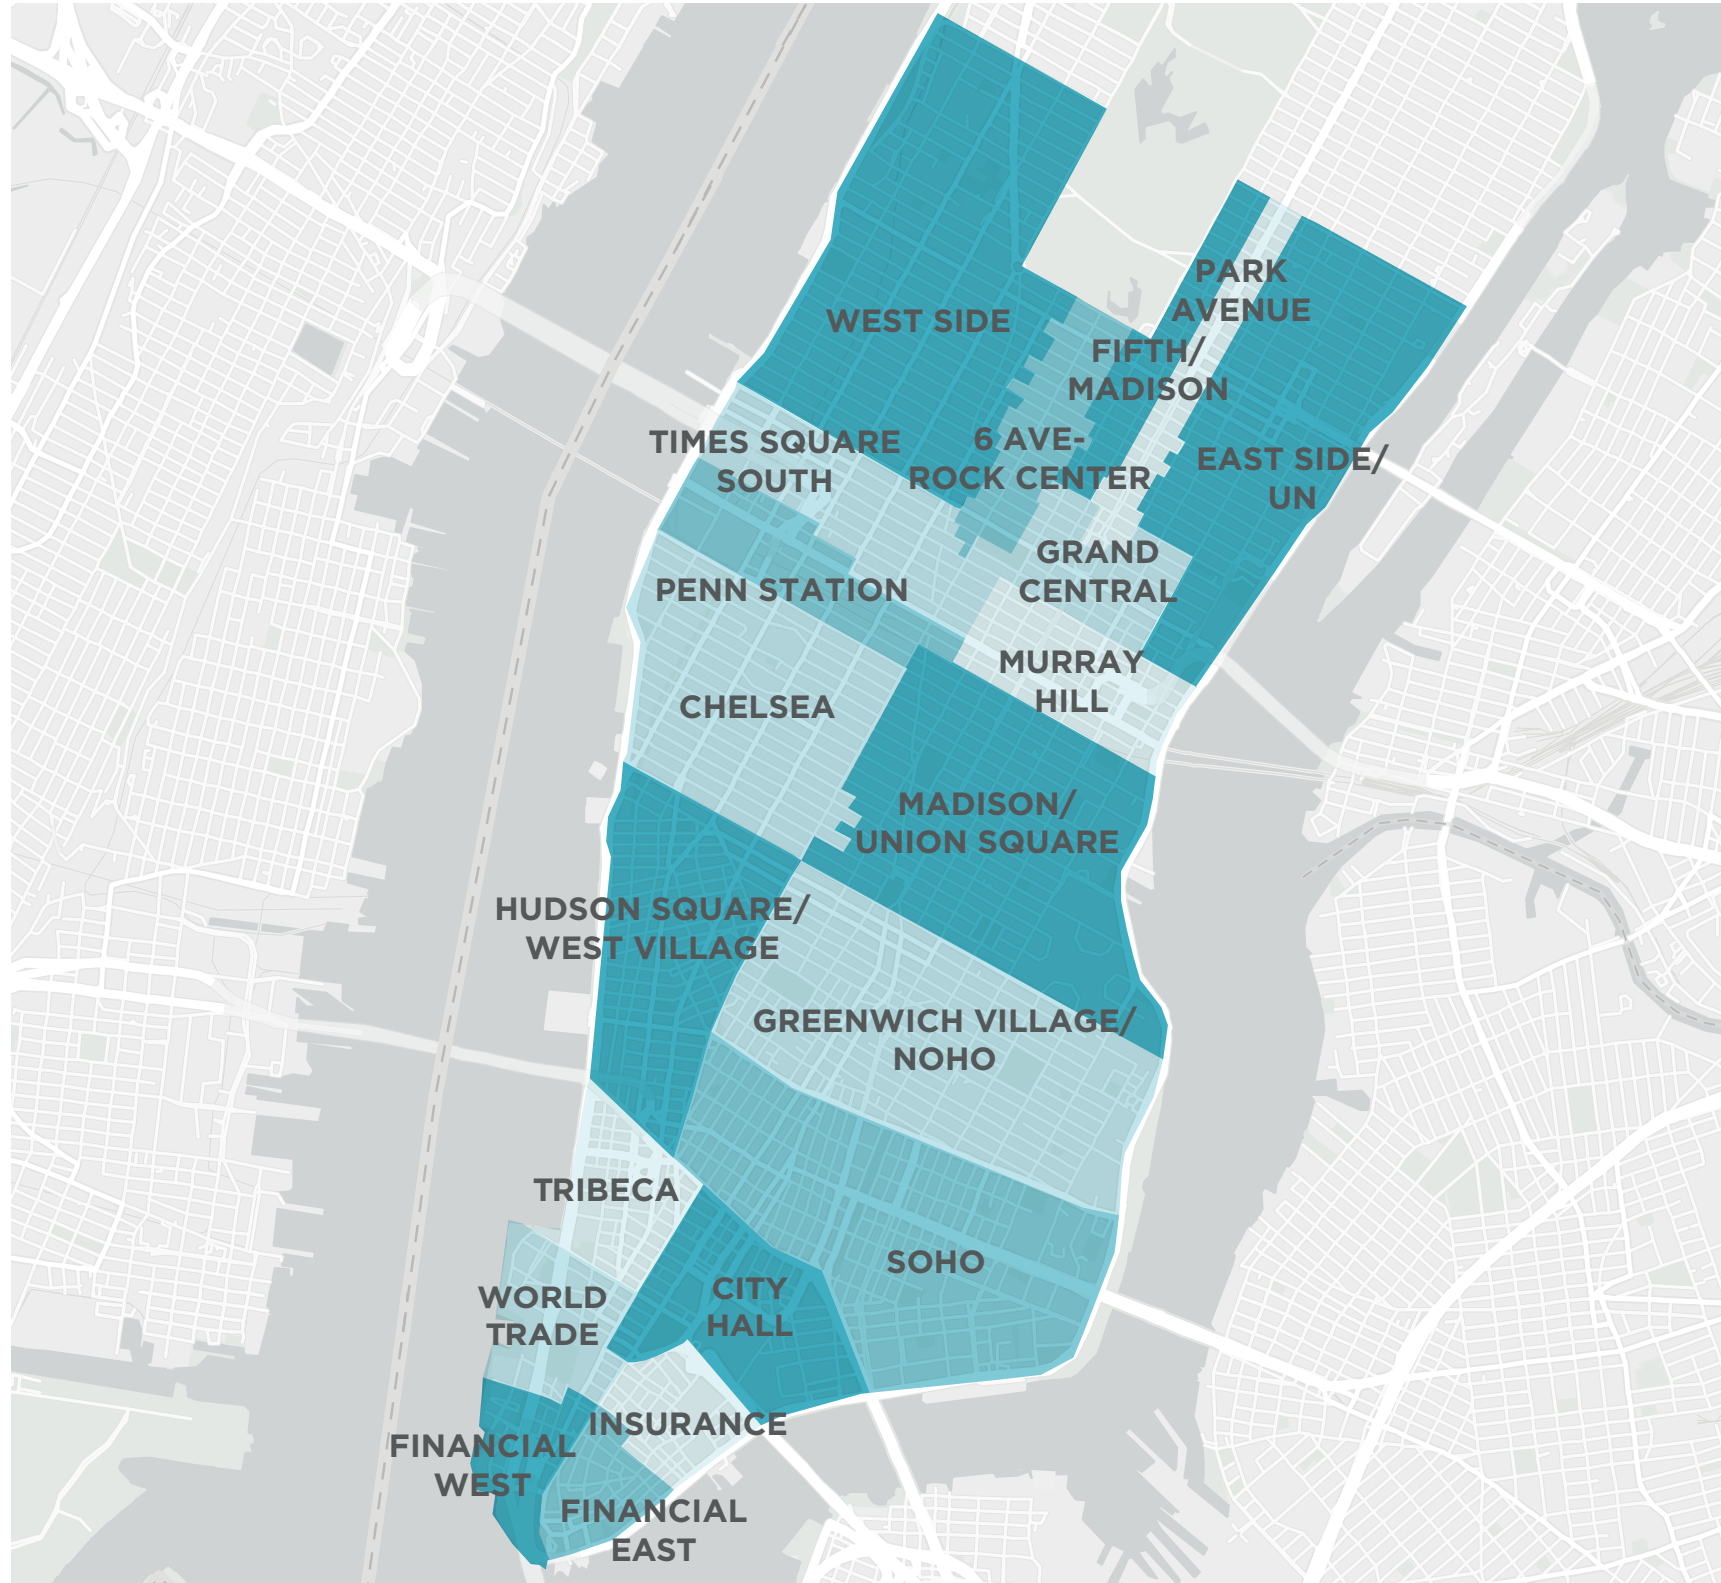 PARK
AVENUE
WEST SIDE
FIFTH/
MADISON
TIMES SQUARE
SOUTH
6 AVE-
ROCK CENTER
EAST SIDE/
UN
GRAND
CENTRAL
PENN STATION
MURRAY
HILL
CHELSEA
MADISON/
UNION SQUARE
HUDSON SQUARE/
WEST VILLAGE
GREENWICH VILLAGE/
NOHO
TRIBECA
SOHO
CITY
HALL
WORLD
TRADE
INSURANCE
FINANCIAL
WEST
FINANCIAL
EAST